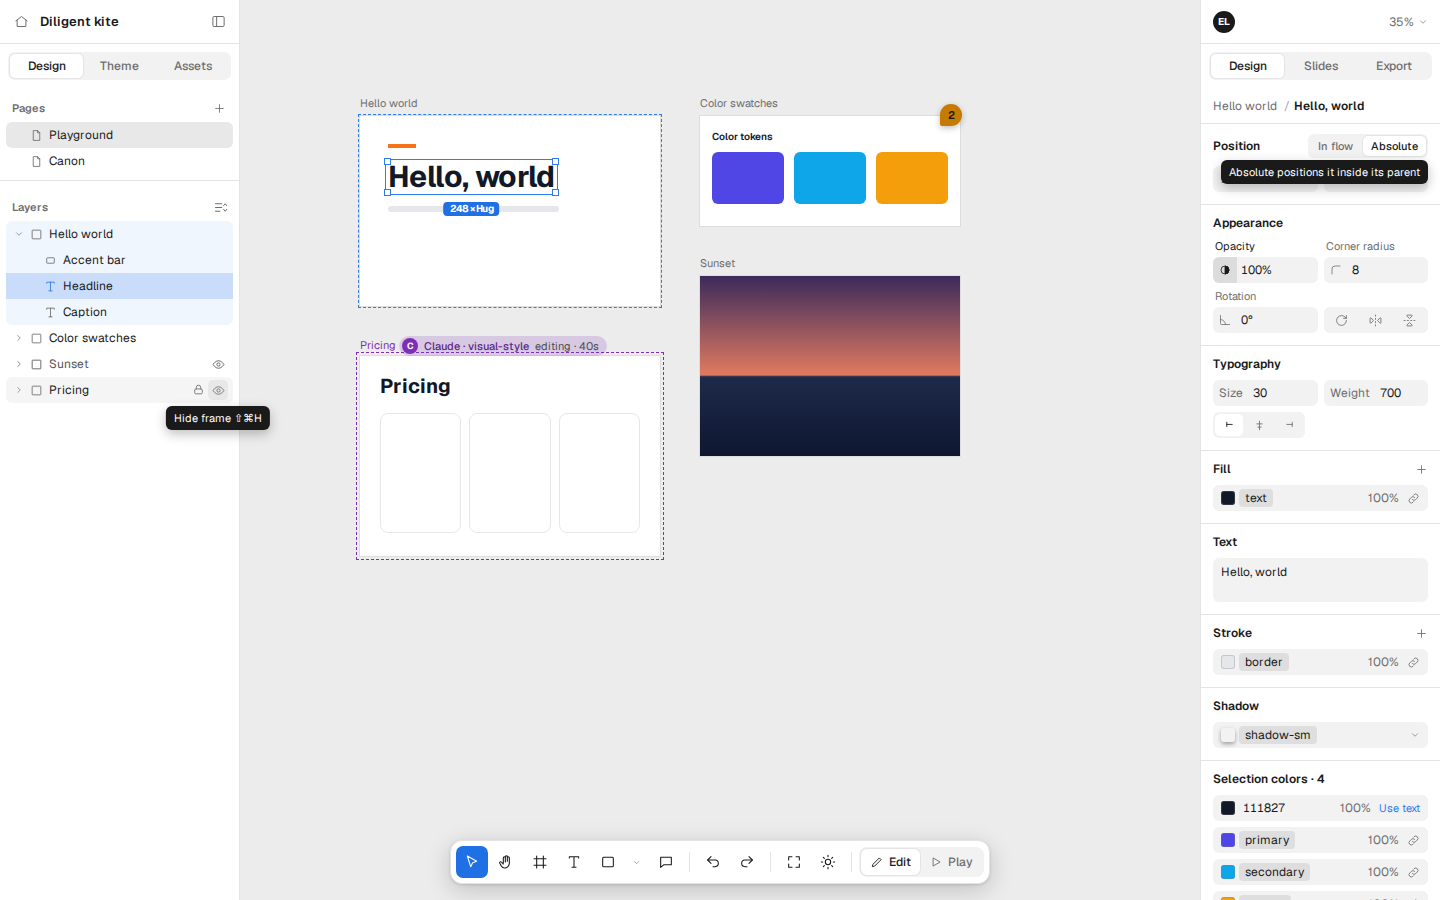 Diligent kite
Design
Theme
Assets
Pages
Playground
Canon
Layers
Hello world
Accent bar
Headline
Caption
Color swatches
Sunset
Pricing
Hide frame ⇧⌘H
Hello world
Hello, world
248 × Hug
Pricing
C
Claude · visual-style
editing · 40s
Pricing
Color swatches
2
Color tokens
Sunset
Edit
Play
EL
35%
Design
Slides
Export
Hello world / Hello, world
Position
In flow
Absolute
Absolute positions it inside its parent
Appearance
Opacity
Corner radius
100%
8
Rotation
0°
Typography
Size 30
Weight 700
Fill
text
100%
Text
Hello, world
Stroke
border
100%
Shadow
shadow-sm
Selection colors · 4
111827
100%
Use text
primary
100%
secondary
100%